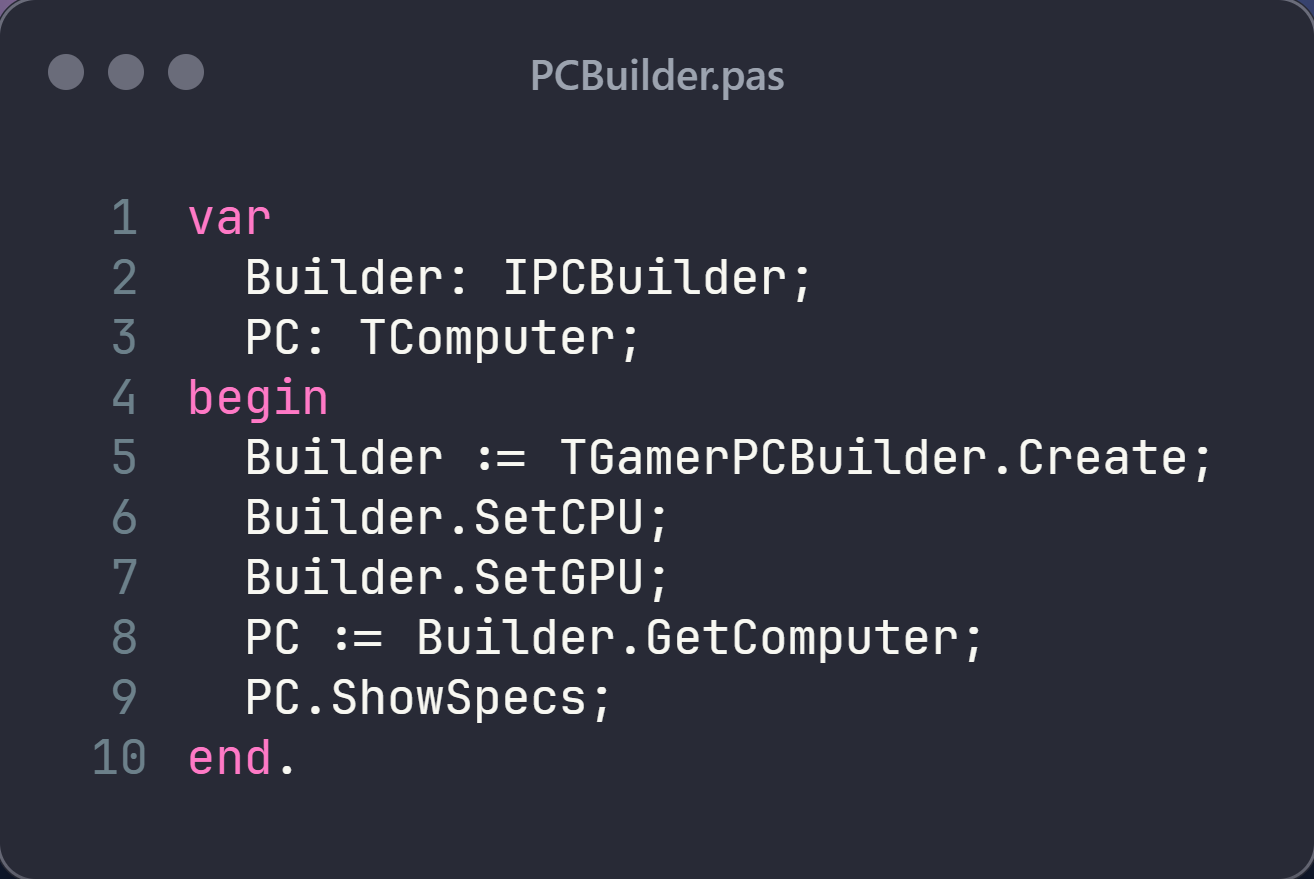 PCBuilder.pas
1 var
2   Builder: IPCBuilder;
3   PC: TComputer;
4 begin
5   Builder := TGamerPCBuilder.Create;
6   Builder.SetCPU;
7   Builder.SetGPU;
8   PC := Builder.GetComputer;
9   PC.ShowSpecs;
10 end.